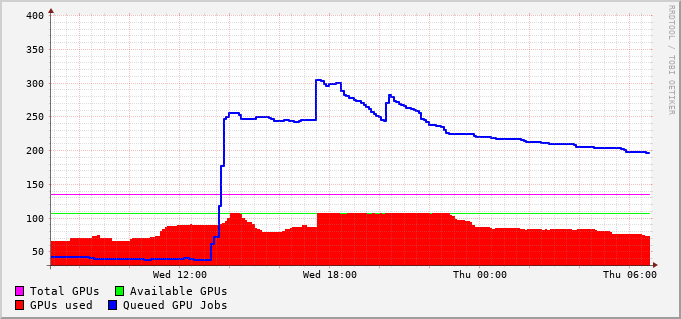 400
350
300
250
200
150
100
50
Wed 12:00 Wed 18:00 Thu 00:00 Thu 06:00
Total GPUs Available GPUs
GPUs used Queued GPU Jobs
RRDTOOL / TOBI OETIKER